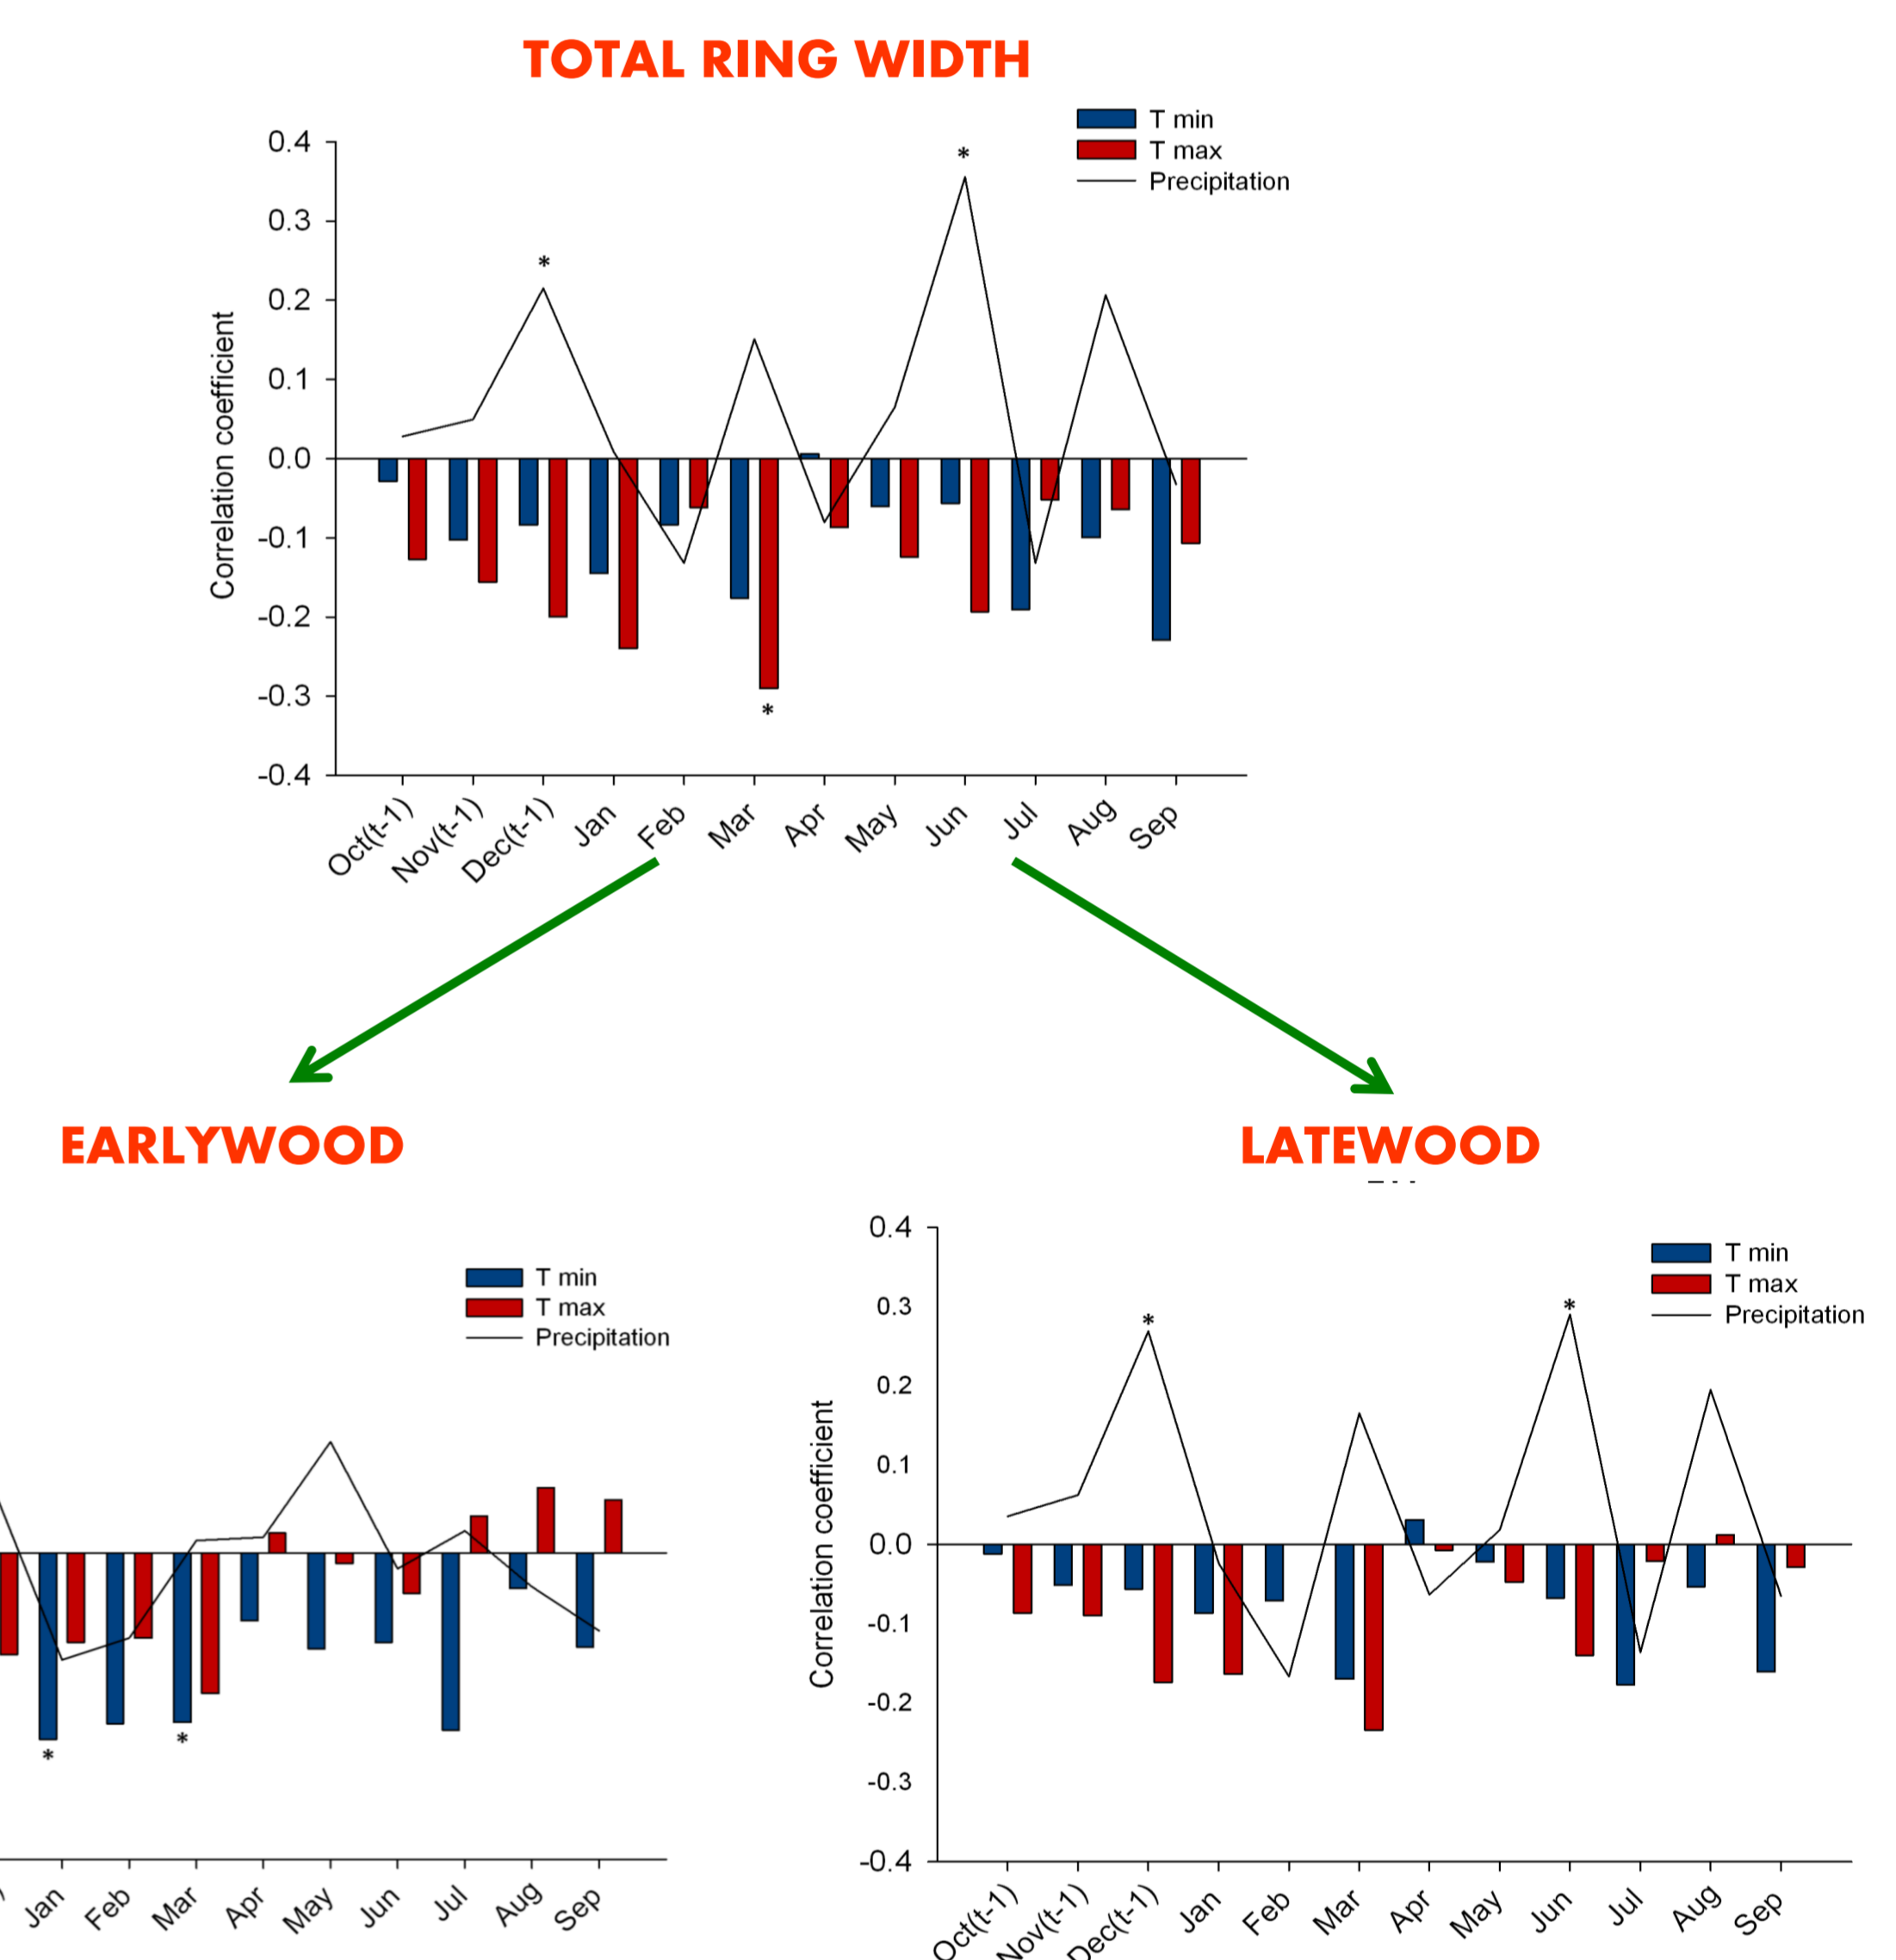 TOTAL RING WIDTH
T min
T max
Precipitation
*
*
*
0.4
0.3
0.2
0.1
0.0
-0.1
-0.2
-0.3
-0.4
Correlation coefficient
Oct(t-1)
Nov(t-1)
Dec(t-1)
Jan
Feb
Mar
Apr
May
Jun
Jul
Aug
Sep
EARLYWOOD
T min
T max
Precipitation
*
*
Jan
Feb
Mar
Apr
May
Jun
Jul
Aug
Sep
LATEWOOD
T min
T max
Precipitation
*
*
0.4
0.3
0.2
0.1
0.0
-0.1
-0.2
-0.3
-0.4
Correlation coefficient
Oct(t-1)
Nov(t-1)
Dec(t-1)
Jan
Feb
Mar
Apr
May
Jun
Jul
Aug
Sep